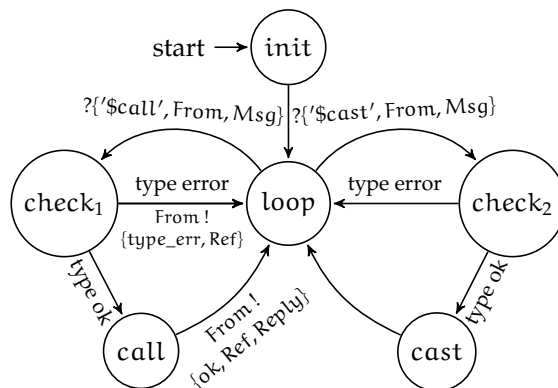 start
init
?{'$call', From, Msg}
?{'$cast', From, Msg}
check₁
type error
From !
{type_err, Ref}
loop
type error
check₂
type ok
type ok
call
From !
{ok, Ref, Reply}
cast